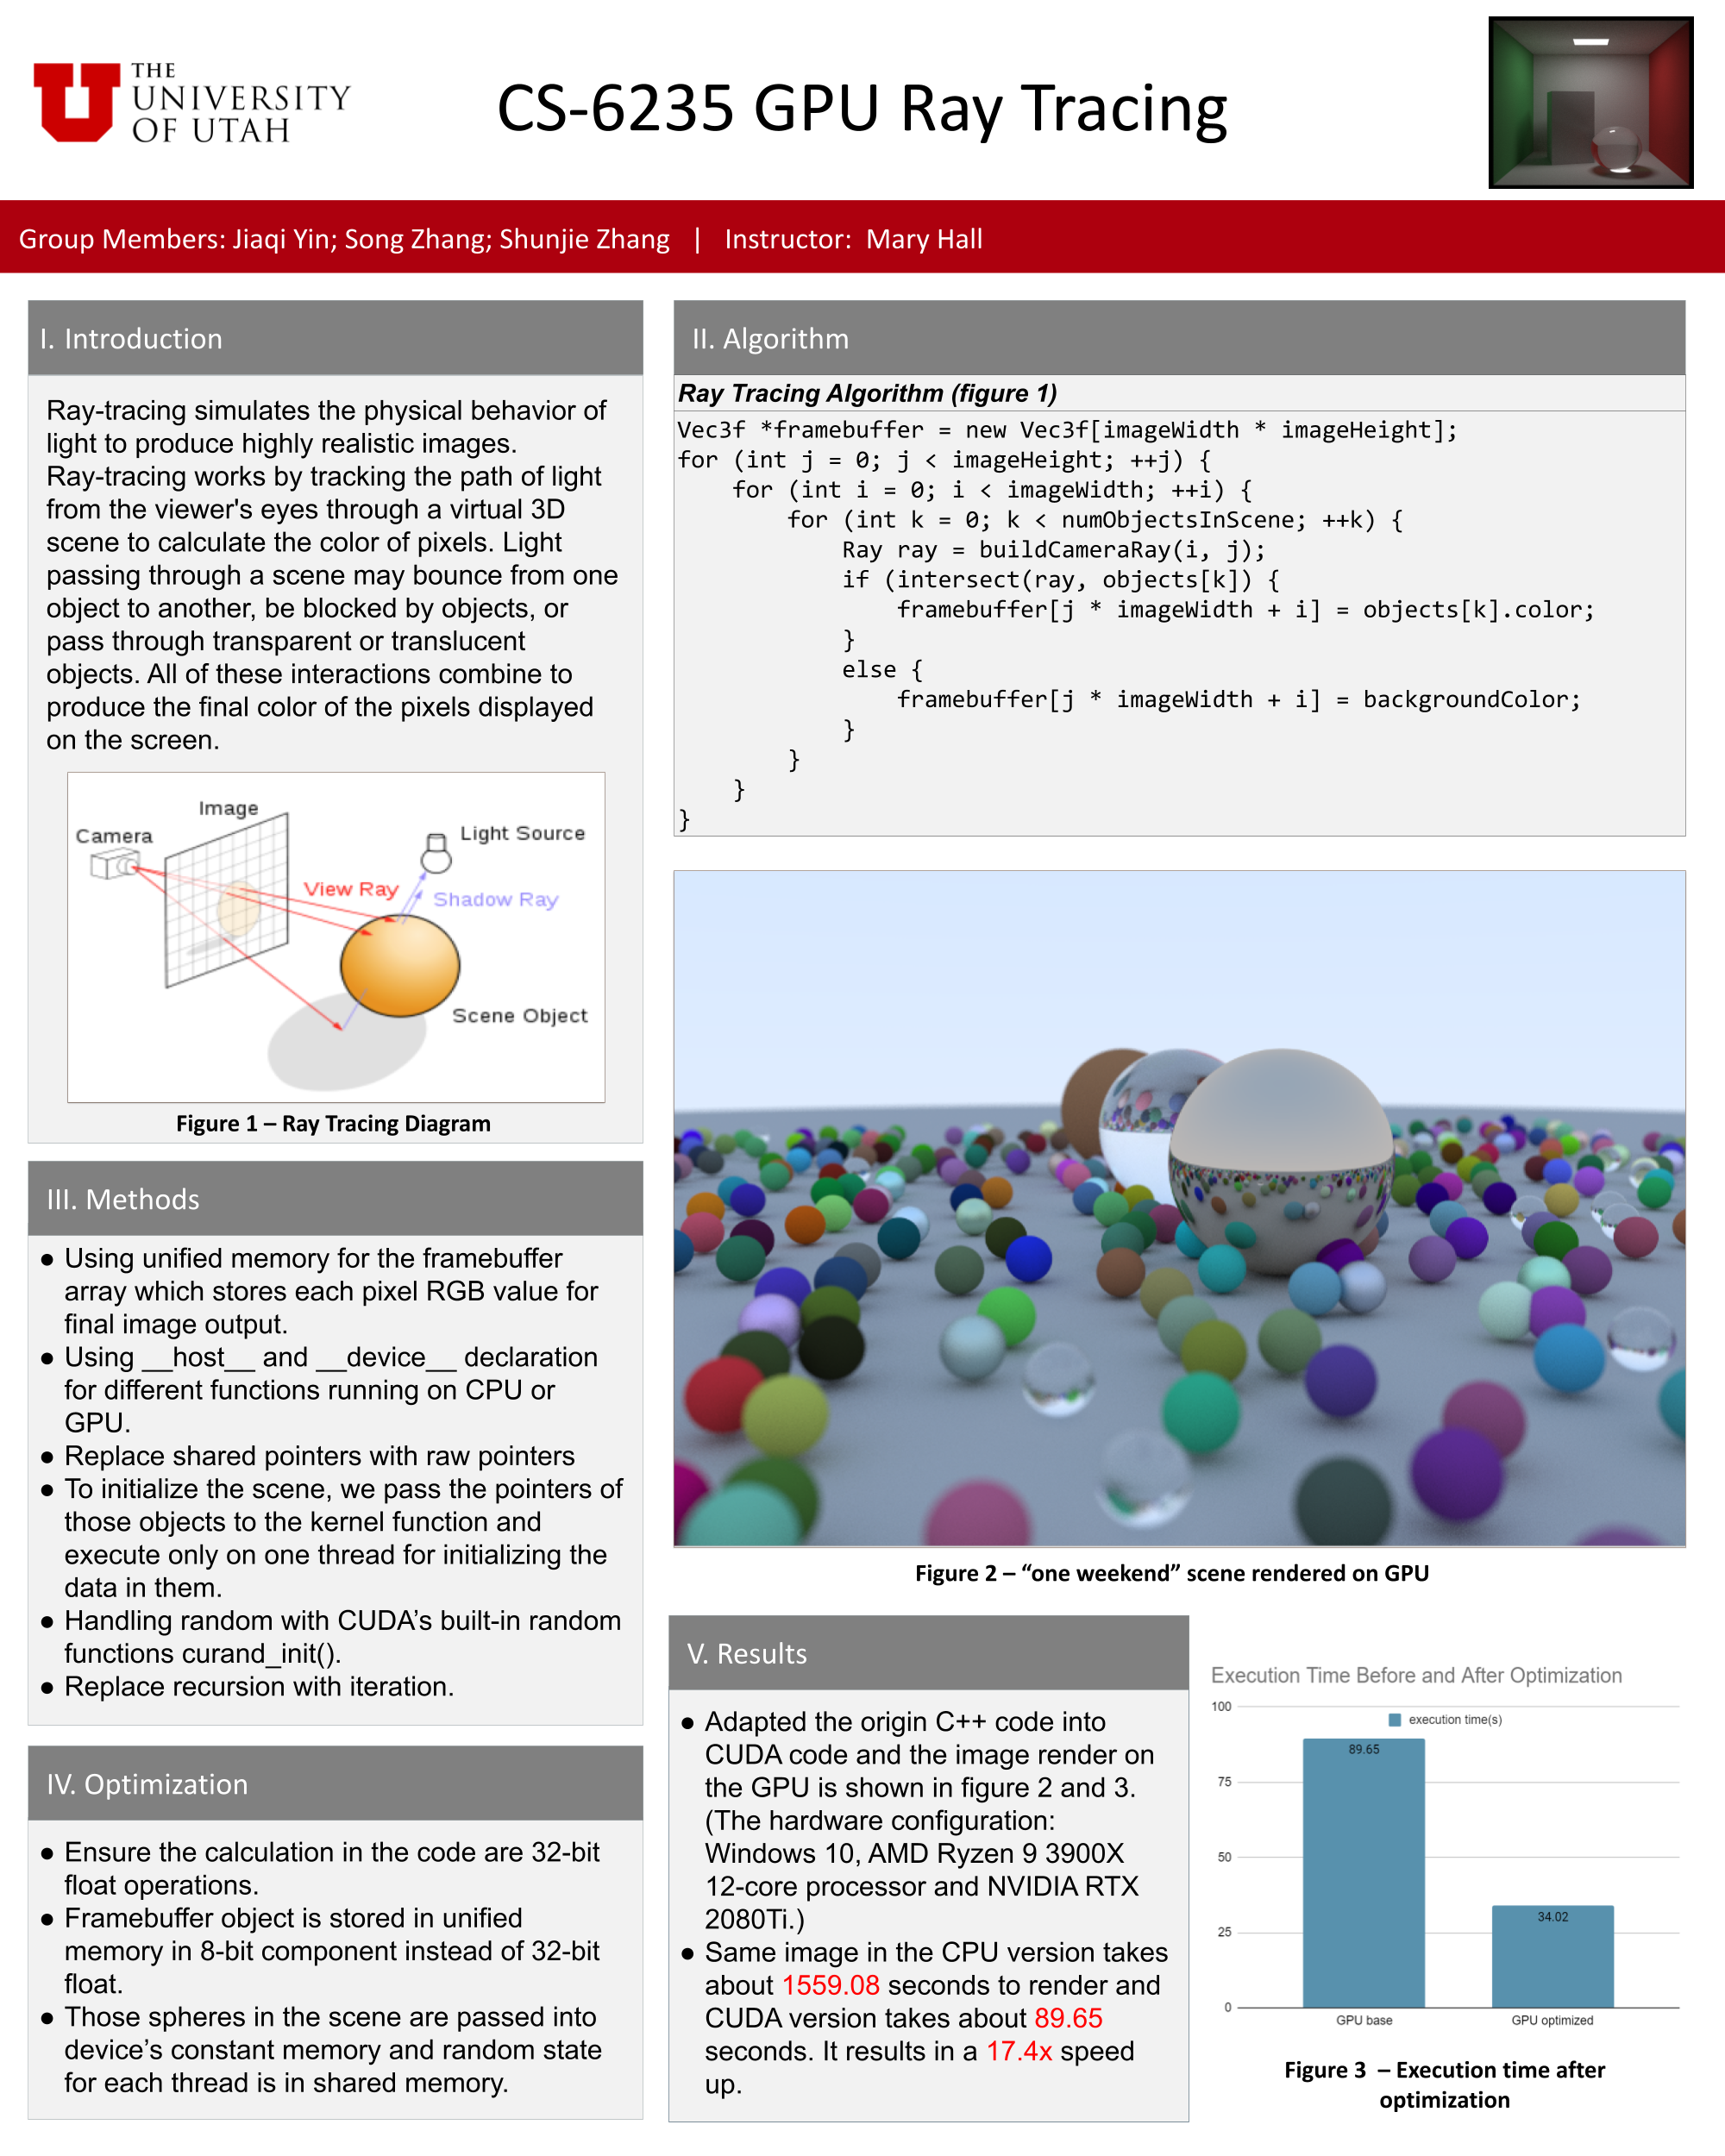 THE
UNIVERSITY
OF UTAH
CS-6235 GPU Ray Tracing
Group Members: Jiaqi Yin; Song Zhang; Shunjie Zhang   |   Instructor:  Mary Hall
I. Introduction
Ray-tracing simulates the physical behavior of
light to produce highly realistic images.
Ray-tracing works by tracking the path of light
from the viewer's eyes through a virtual 3D
scene to calculate the color of pixels. Light
passing through a scene may bounce from one
object to another, be blocked by objects, or
pass through transparent or translucent
objects. All of these interactions combine to
produce the final color of the pixels displayed
on the screen.
Image
Camera
Light Source
View Ray
Shadow Ray
Scene Object
Figure 1 – Ray Tracing Diagram
II. Algorithm
Ray Tracing Algorithm (figure 1)
Vec3f *framebuffer = new Vec3f[imageWidth * imageHeight];
for (int j = 0; j < imageHeight; ++j) {
    for (int i = 0; i < imageWidth; ++i) {
        for (int k = 0; k < numObjectsInScene; ++k) {
            Ray ray = buildCameraRay(i, j);
            if (intersect(ray, objects[k]) {
                framebuffer[j * imageWidth + i] = objects[k].color;
            }
            else {
                framebuffer[j * imageWidth + i] = backgroundColor;
            }
        }
    }
}
Figure 2 – “one weekend” scene rendered on GPU
III. Methods
● Using unified memory for the framebuffer
array which stores each pixel RGB value for
final image output.
● Using __host__ and __device__ declaration
for different functions running on CPU or
GPU.
● Replace shared pointers with raw pointers
● To initialize the scene, we pass the pointers of
those objects to the kernel function and
execute only on one thread for initializing the
data in them.
● Handling random with CUDA’s built-in random
functions curand_init().
● Replace recursion with iteration.
IV. Optimization
● Ensure the calculation in the code are 32-bit
float operations.
● Framebuffer object is stored in unified
memory in 8-bit component instead of 32-bit
float.
● Those spheres in the scene are passed into
device’s constant memory and random state
for each thread is in shared memory.
V. Results
● Adapted the origin C++ code into
CUDA code and the image render on
the GPU is shown in figure 2 and 3.
(The hardware configuration:
Windows 10, AMD Ryzen 9 3900X
12-core processor and NVIDIA RTX
2080Ti.)
● Same image in the CPU version takes
about 1559.08 seconds to render and
CUDA version takes about 89.65
seconds. It results in a 17.4x speed
up.
Execution Time Before and After Optimization
execution time(s)
100
75
50
25
0
89.65
34.02
GPU base
GPU optimized
Figure 3  – Execution time after
optimization